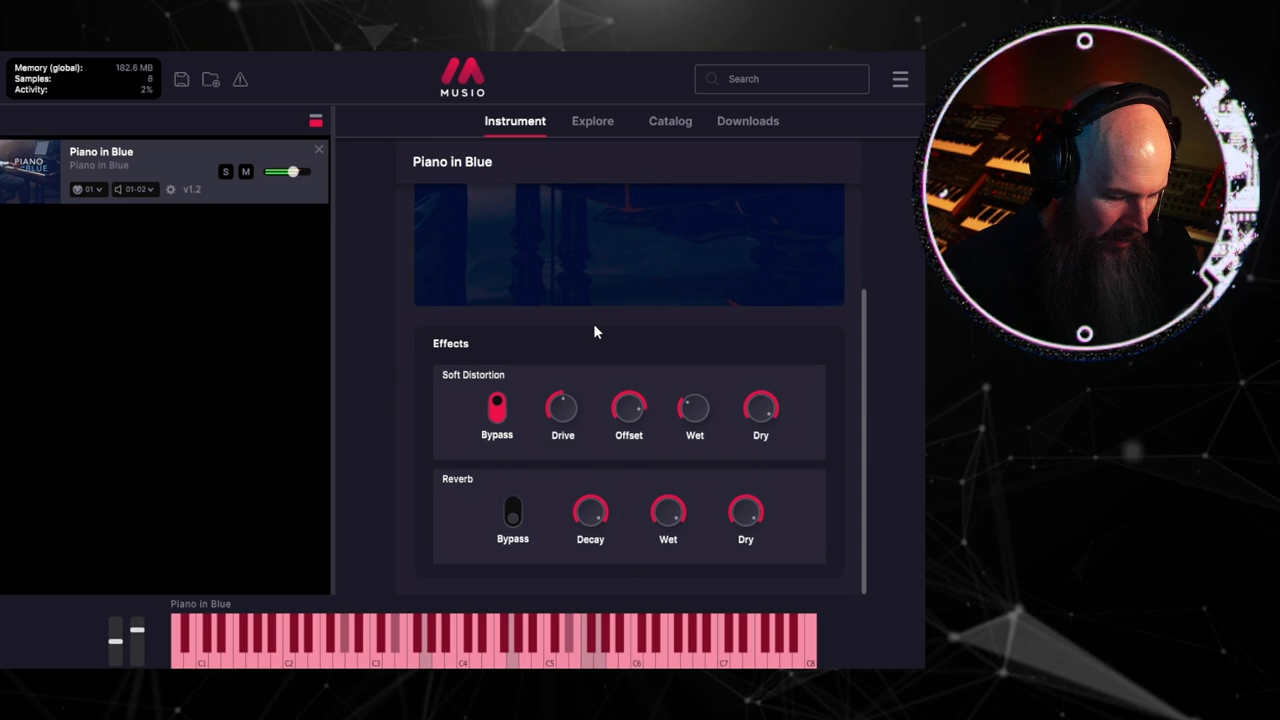 Memory (global): 182.6 MB
Samples: 8
Activity: 2%
MUSIO
Search
Instrument Explore Catalog Downloads
Piano in Blue
Piano in Blue
S M
01 01-02 v1.2
PIANO
BLUE
Piano in Blue
Effects
Soft Distortion
Bypass Drive Offset Wet Dry
Reverb
Bypass Decay Wet Dry
Piano in Blue
C1 C2 C3 C4 C5 C6 C7 C8